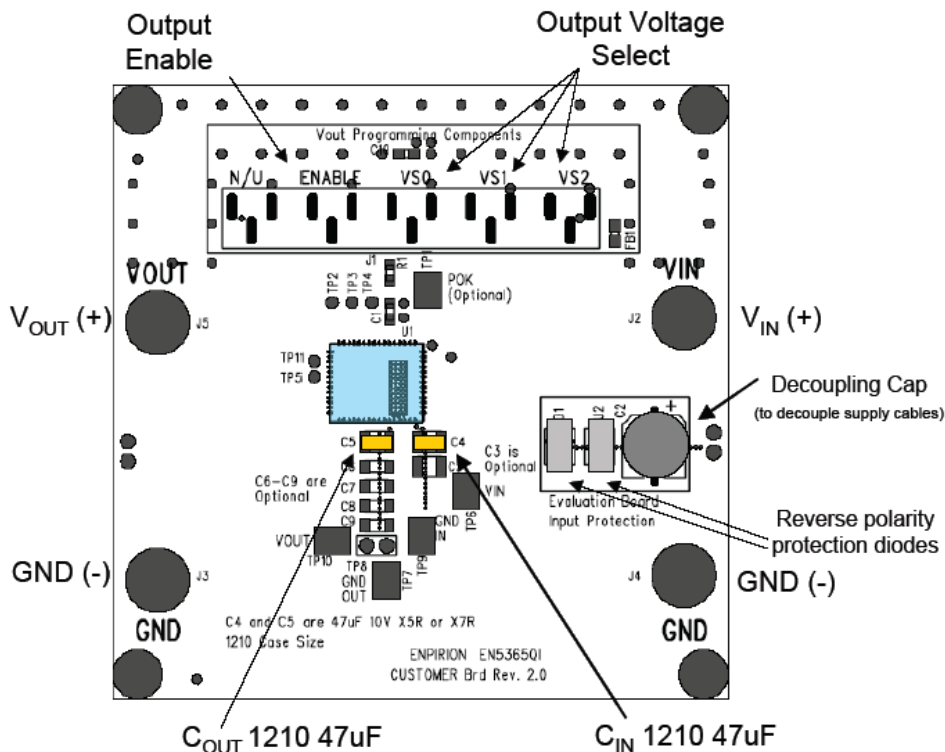 Output
Enable
Output Voltage
Select
Vout Programming Components
C10
N/U ENABLE VS0 VS1 VS2
FB1
J1
R1
TP1
TP2
TP3
TP4
POK
(Optional)
VOUT
VIN
V_OUT (+)
J5
J2
V_IN (+)
C1
U1
TP11
TP5
Decoupling Cap
(to decouple supply cables)
D1
C2
+
C5
C4
C3 is
Optional
C6-C9 are
Optional
C7
C8
C9
VIN
TP6
Evaluation Board
Input Protection
Reverse polarity
protection diodes
VOUT
TP10
TP8
GND
OUT
TP7
GND
IN
TP9
GND (-)
J3
J4
GND (-)
GND
GND
C4 and C5 are 47uF 10V X5R or X7R
1210 Case Size
ENPIRION EN5365QI
CUSTOMER Brd Rev. 2.0
C_OUT 1210 47uF
C_IN 1210 47uF